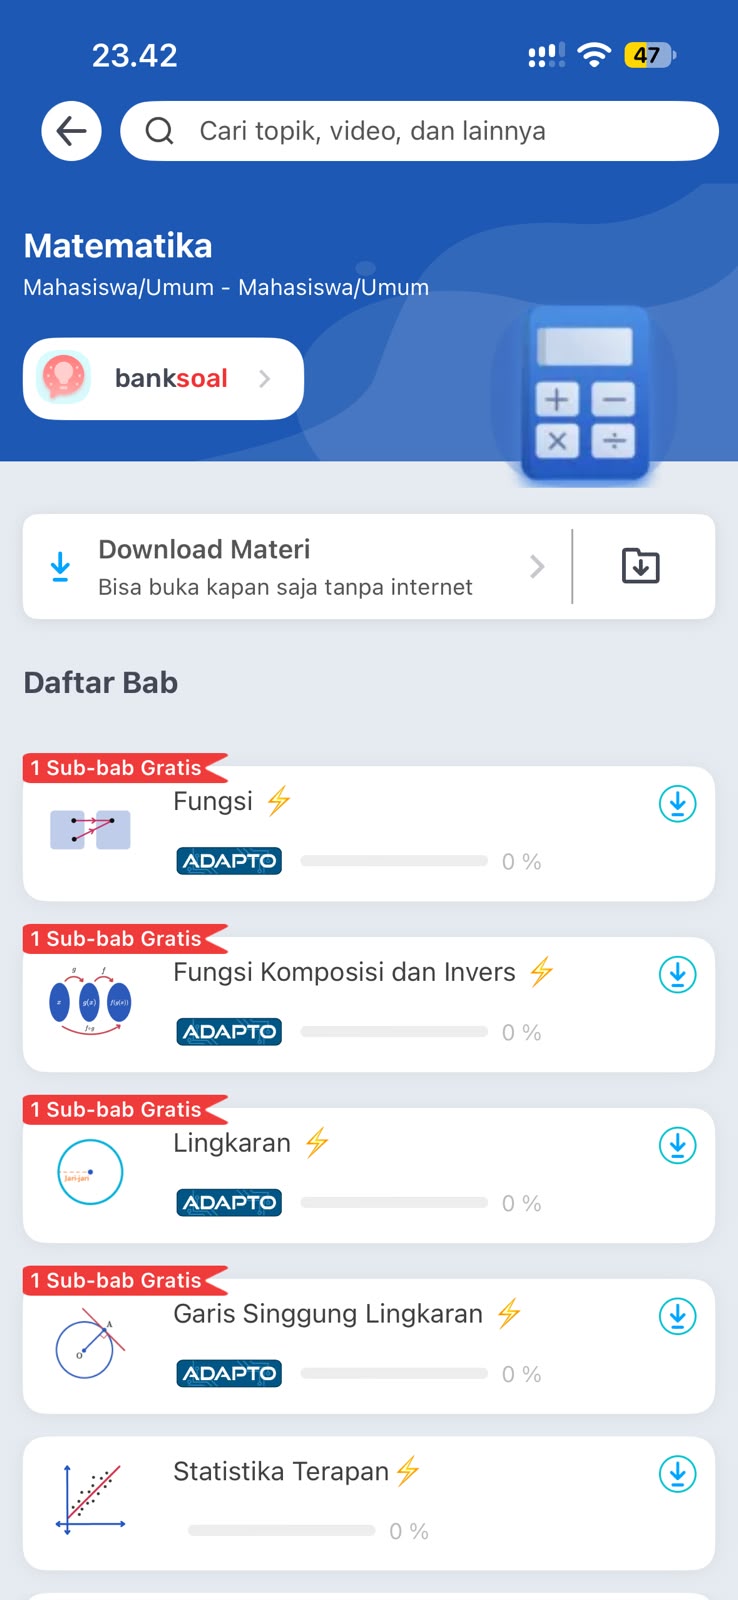 23.42
47
Cari topik, video, dan lainnya
Matematika
Mahasiswa/Umum - Mahasiswa/Umum
banksoal
Download Materi
Bisa buka kapan saja tanpa internet
Daftar Bab
1 Sub-bab Gratis
Fungsi
ADAPTO
0 %
1 Sub-bab Gratis
g f
Fungsi Komposisi dan Invers
x g(x) f(g(x))
f∘g
ADAPTO
0 %
1 Sub-bab Gratis
Lingkaran
Jari-jari
ADAPTO
0 %
1 Sub-bab Gratis
Garis Singgung Lingkaran
A
O
ADAPTO
0 %
Statistika Terapan
0 %